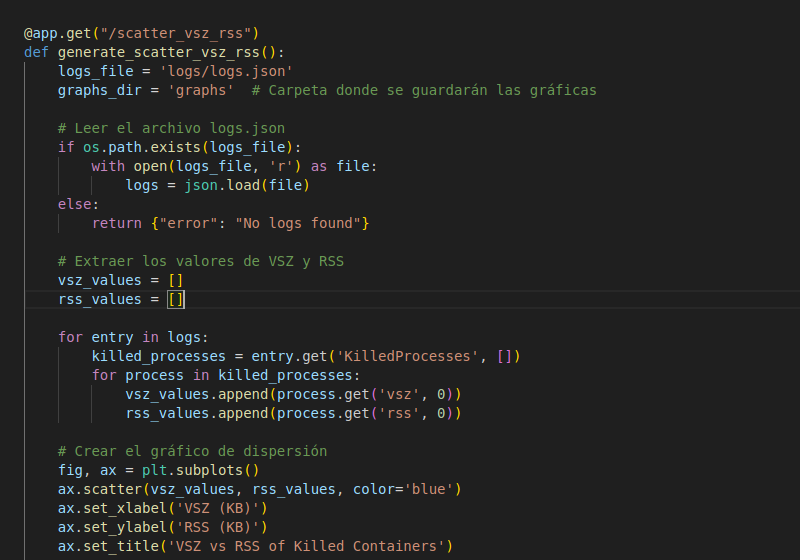 @app.get("/scatter_vsz_rss")
def generate_scatter_vsz_rss():
    logs_file = 'logs/logs.json'
    graphs_dir = 'graphs'  # Carpeta donde se guardarán las gráficas
    # Leer el archivo logs.json
    if os.path.exists(logs_file):
        with open(logs_file, 'r') as file:
            logs = json.load(file)
    else:
        return {"error": "No logs found"}
    # Extraer los valores de VSZ y RSS
    vsz_values = []
    rss_values = []
    for entry in logs:
        killed_processes = entry.get('KilledProcesses', [])
        for process in killed_processes:
            vsz_values.append(process.get('vsz', 0))
            rss_values.append(process.get('rss', 0))
    # Crear el gráfico de dispersión
    fig, ax = plt.subplots()
    ax.scatter(vsz_values, rss_values, color='blue')
    ax.set_xlabel('VSZ (KB)')
    ax.set_ylabel('RSS (KB)')
    ax.set_title('VSZ vs RSS of Killed Containers')